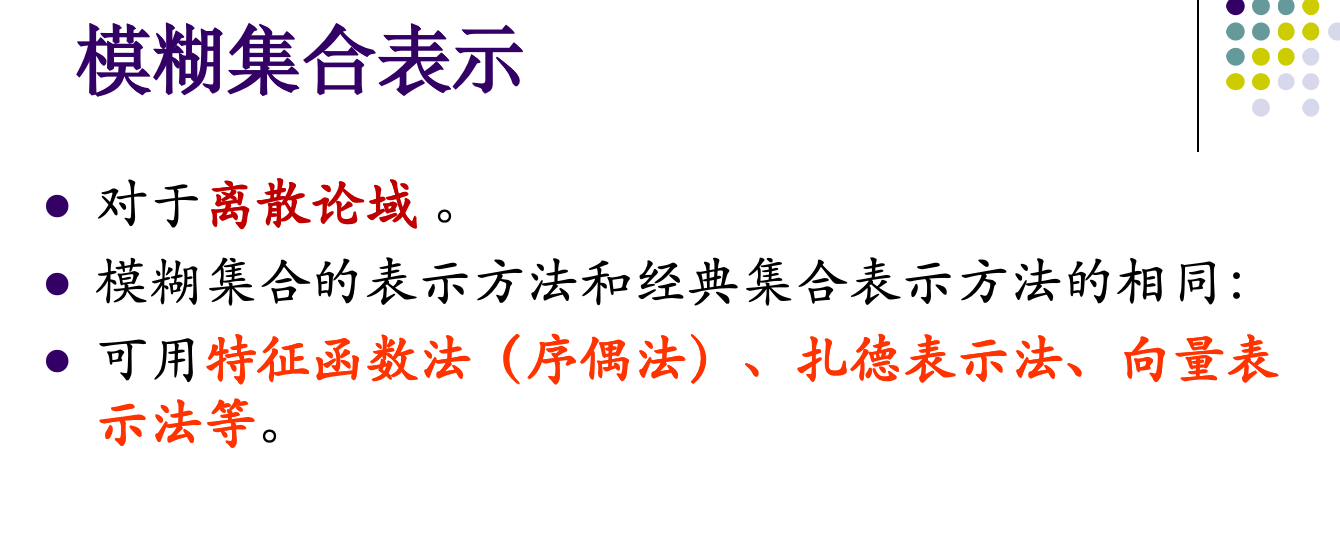 模糊集合表示
对于离散论域 。
模糊集合的表示方法和经典集合表示方法的相同：
可用特征函数法（序偶法）、扎德表示法、向量表
示法等。